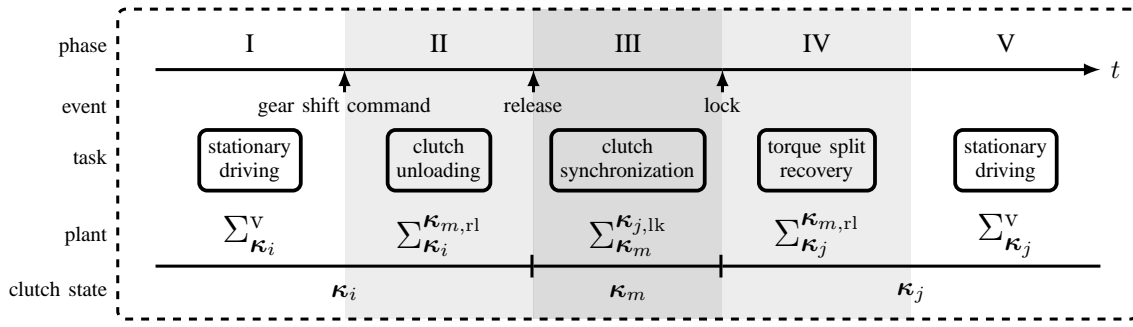 phase I II III IV V
t
event gear shift command release lock
task stationary driving clutch unloading clutch synchronization torque split recovery stationary driving
plant ∑^v_{κ_i} ∑^{κ_{m,rl}}_{κ_i} ∑^{κ_{j,lk}}_{κ_m} ∑^{κ_{m,rl}}_{κ_j} ∑^v_{κ_j}
clutch state κ_i κ_m κ_j